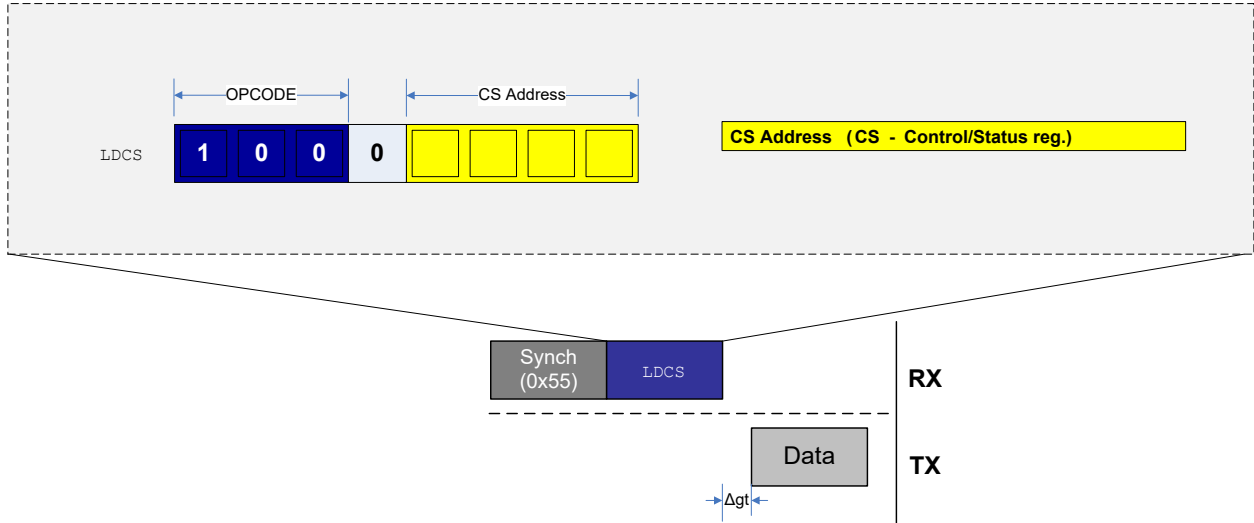 OPCODE
CS Address
LDCS
1 0 0 0
CS Address (CS - Control/Status reg.)
Synch
(0x55)
LDCS
RX
Data
TX
Δgt